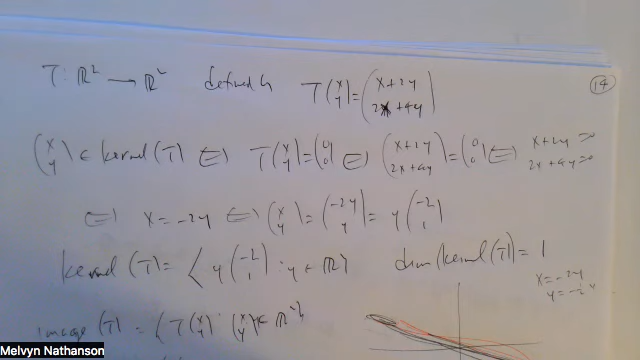 T: ℝ² → ℝ² defined by T(x y) = (x+2y 2x+4y) (14)
(x y) ∈ kernel(T) ⇔ T(x y) = (0 0) ⇔ (x+2y 2x+4y) = (0 0) ⇔ x+2y=0 2x+4y=0
⇔ x = -2y ⇔ (x y) = (-2y y) = y(-2 1)
kernel(T) = { y(-2 1) : y ∈ ℝ } dim(kernel(T)) = 1
x = -2y
image(T) = { T(x y) : (x y) ∈ ℝ² }
Melvyn Nathanson